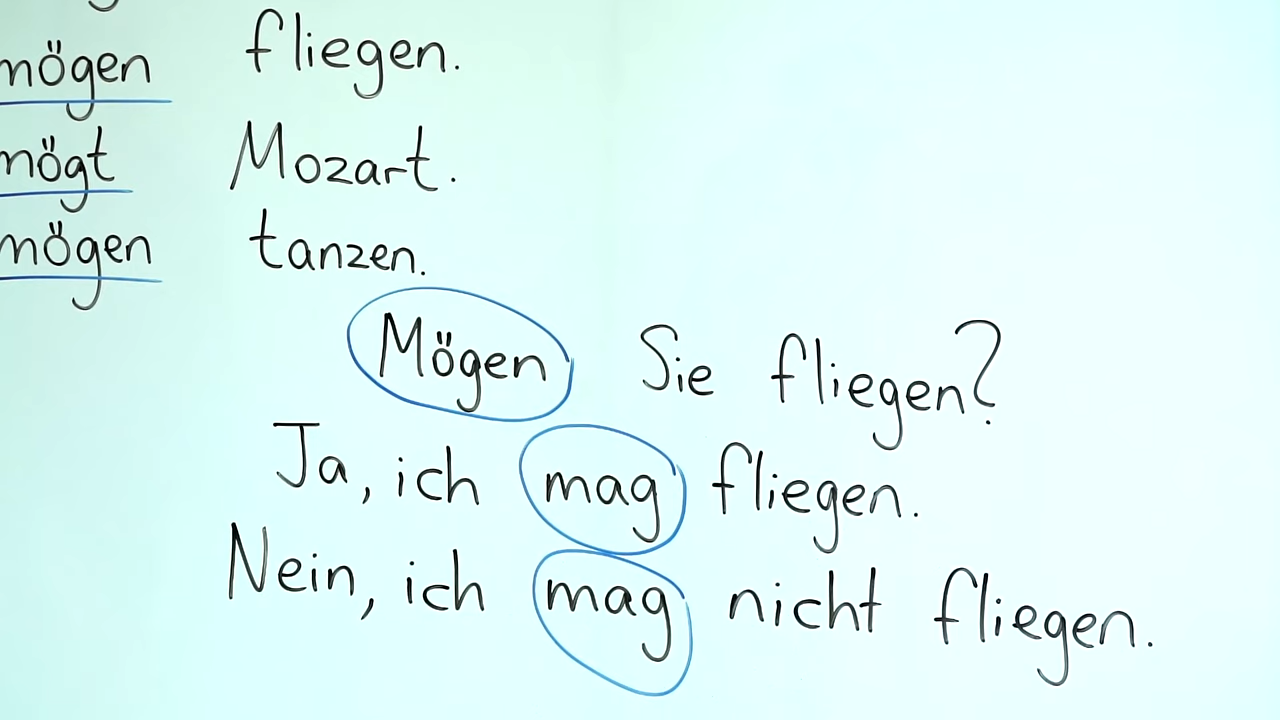 mögen fliegen.
mögt Mozart.
mögen tanzen.
Mögen Sie fliegen?
Ja, ich mag fliegen.
Nein, ich mag nicht fliegen.